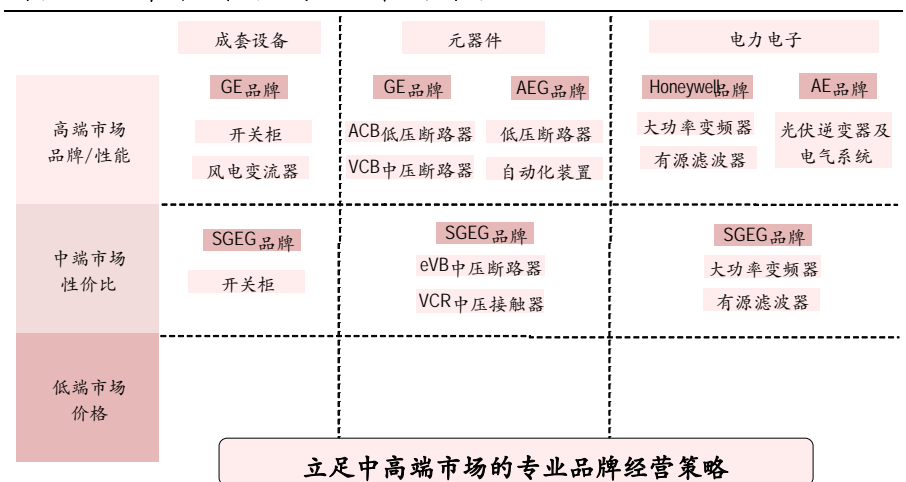 成套设备 元器件 电力电子
GE品牌 GE品牌 AEG品牌 Honeywell品牌 AE品牌
高端市场
品牌/性能
开关柜 ACB低压断路器 低压断路器 大功率变频器 光伏逆变器及
电气系统
风电变流器 VCB中压断路器 自动化装置 有源滤波器
中端市场
性价比
SGEG品牌 SGEG品牌 SGEG品牌
开关柜 eVB中压断路器 大功率变频器
VCR中压接触器 有源滤波器
低端市场
价格
立足中高端市场的专业品牌经营策略